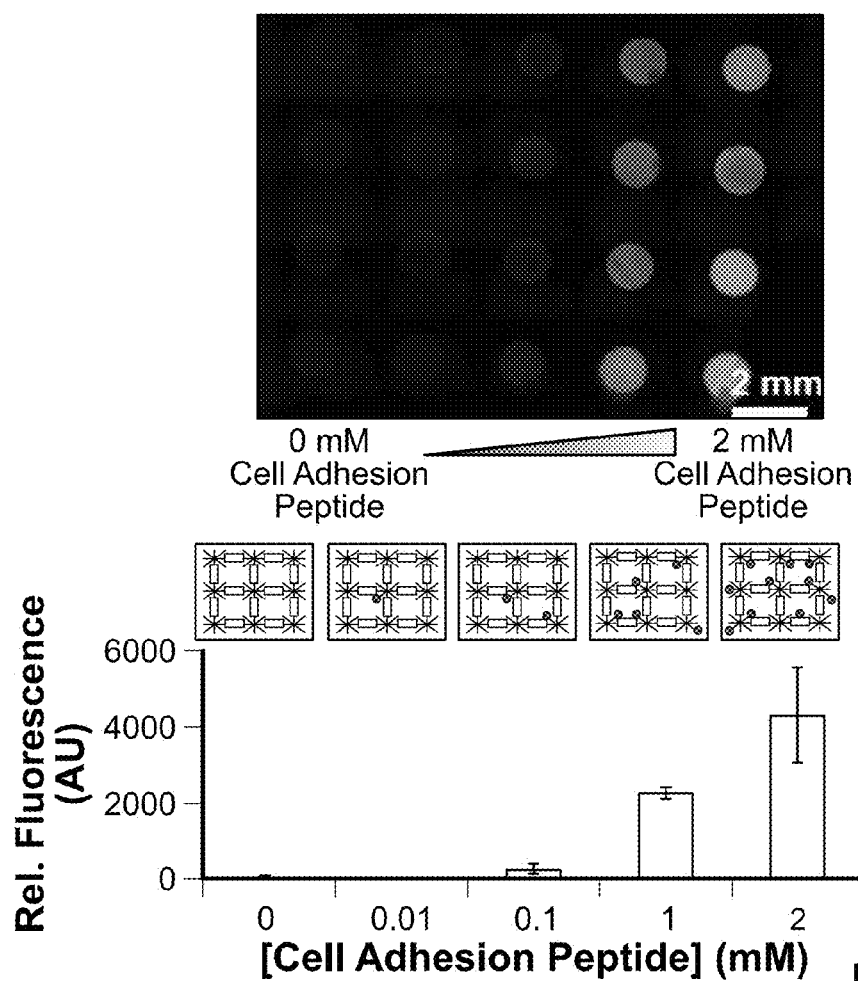 2 mm
0 mM
Cell Adhesion
Peptide
2 mM
Cell Adhesion
Peptide
Rel. Fluorescence
(AU)
6000
4000
2000
0
0 0.01 0.1 1 2
[Cell Adhesion Peptide] (mM)